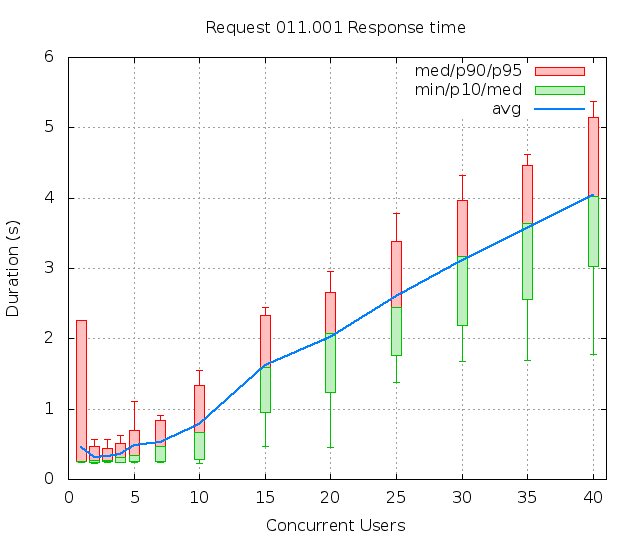 Request 011.001 Response time
med/p90/p95
min/p10/med
avg
Duration (s)
6
5
4
3
2
1
0
0 5 10 15 20 25 30 35 40
Concurrent Users